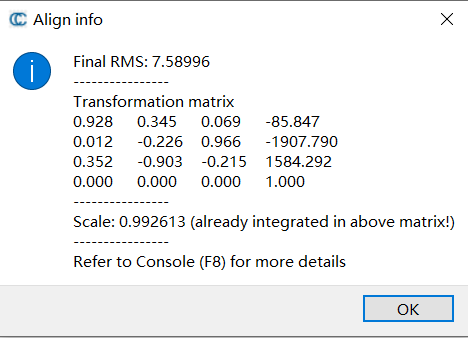 Align info
Final RMS: 7.58996
----------------
Transformation matrix
0.928 0.345 0.069 -85.847
0.012 -0.226 0.966 -1907.790
0.352 -0.903 -0.215 1584.292
0.000 0.000 0.000 1.000
----------------
Scale: 0.992613 (already integrated in above matrix!)
----------------
Refer to Console (F8) for more details
OK